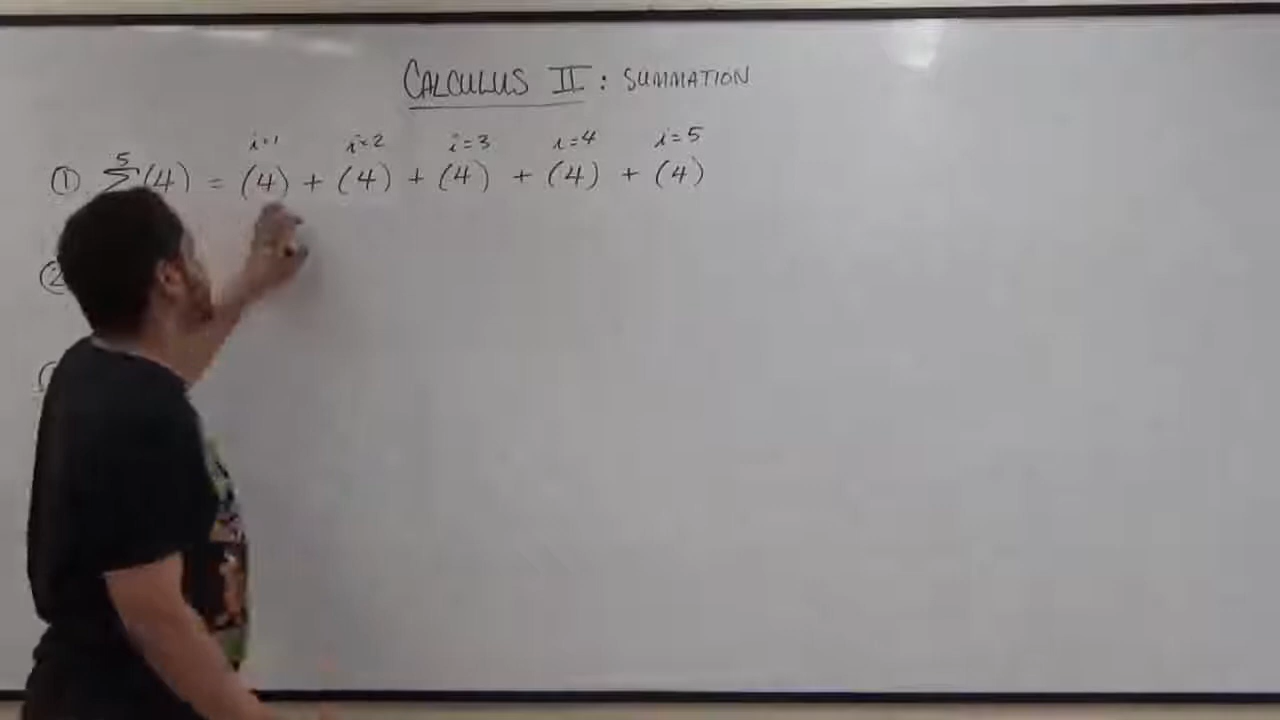 CALCULUS II : SUMMATION
i=1 i=2 i=3 i=4 i=5
① 5 Σ (4) = (4) + (4) + (4) + (4) + (4)
②